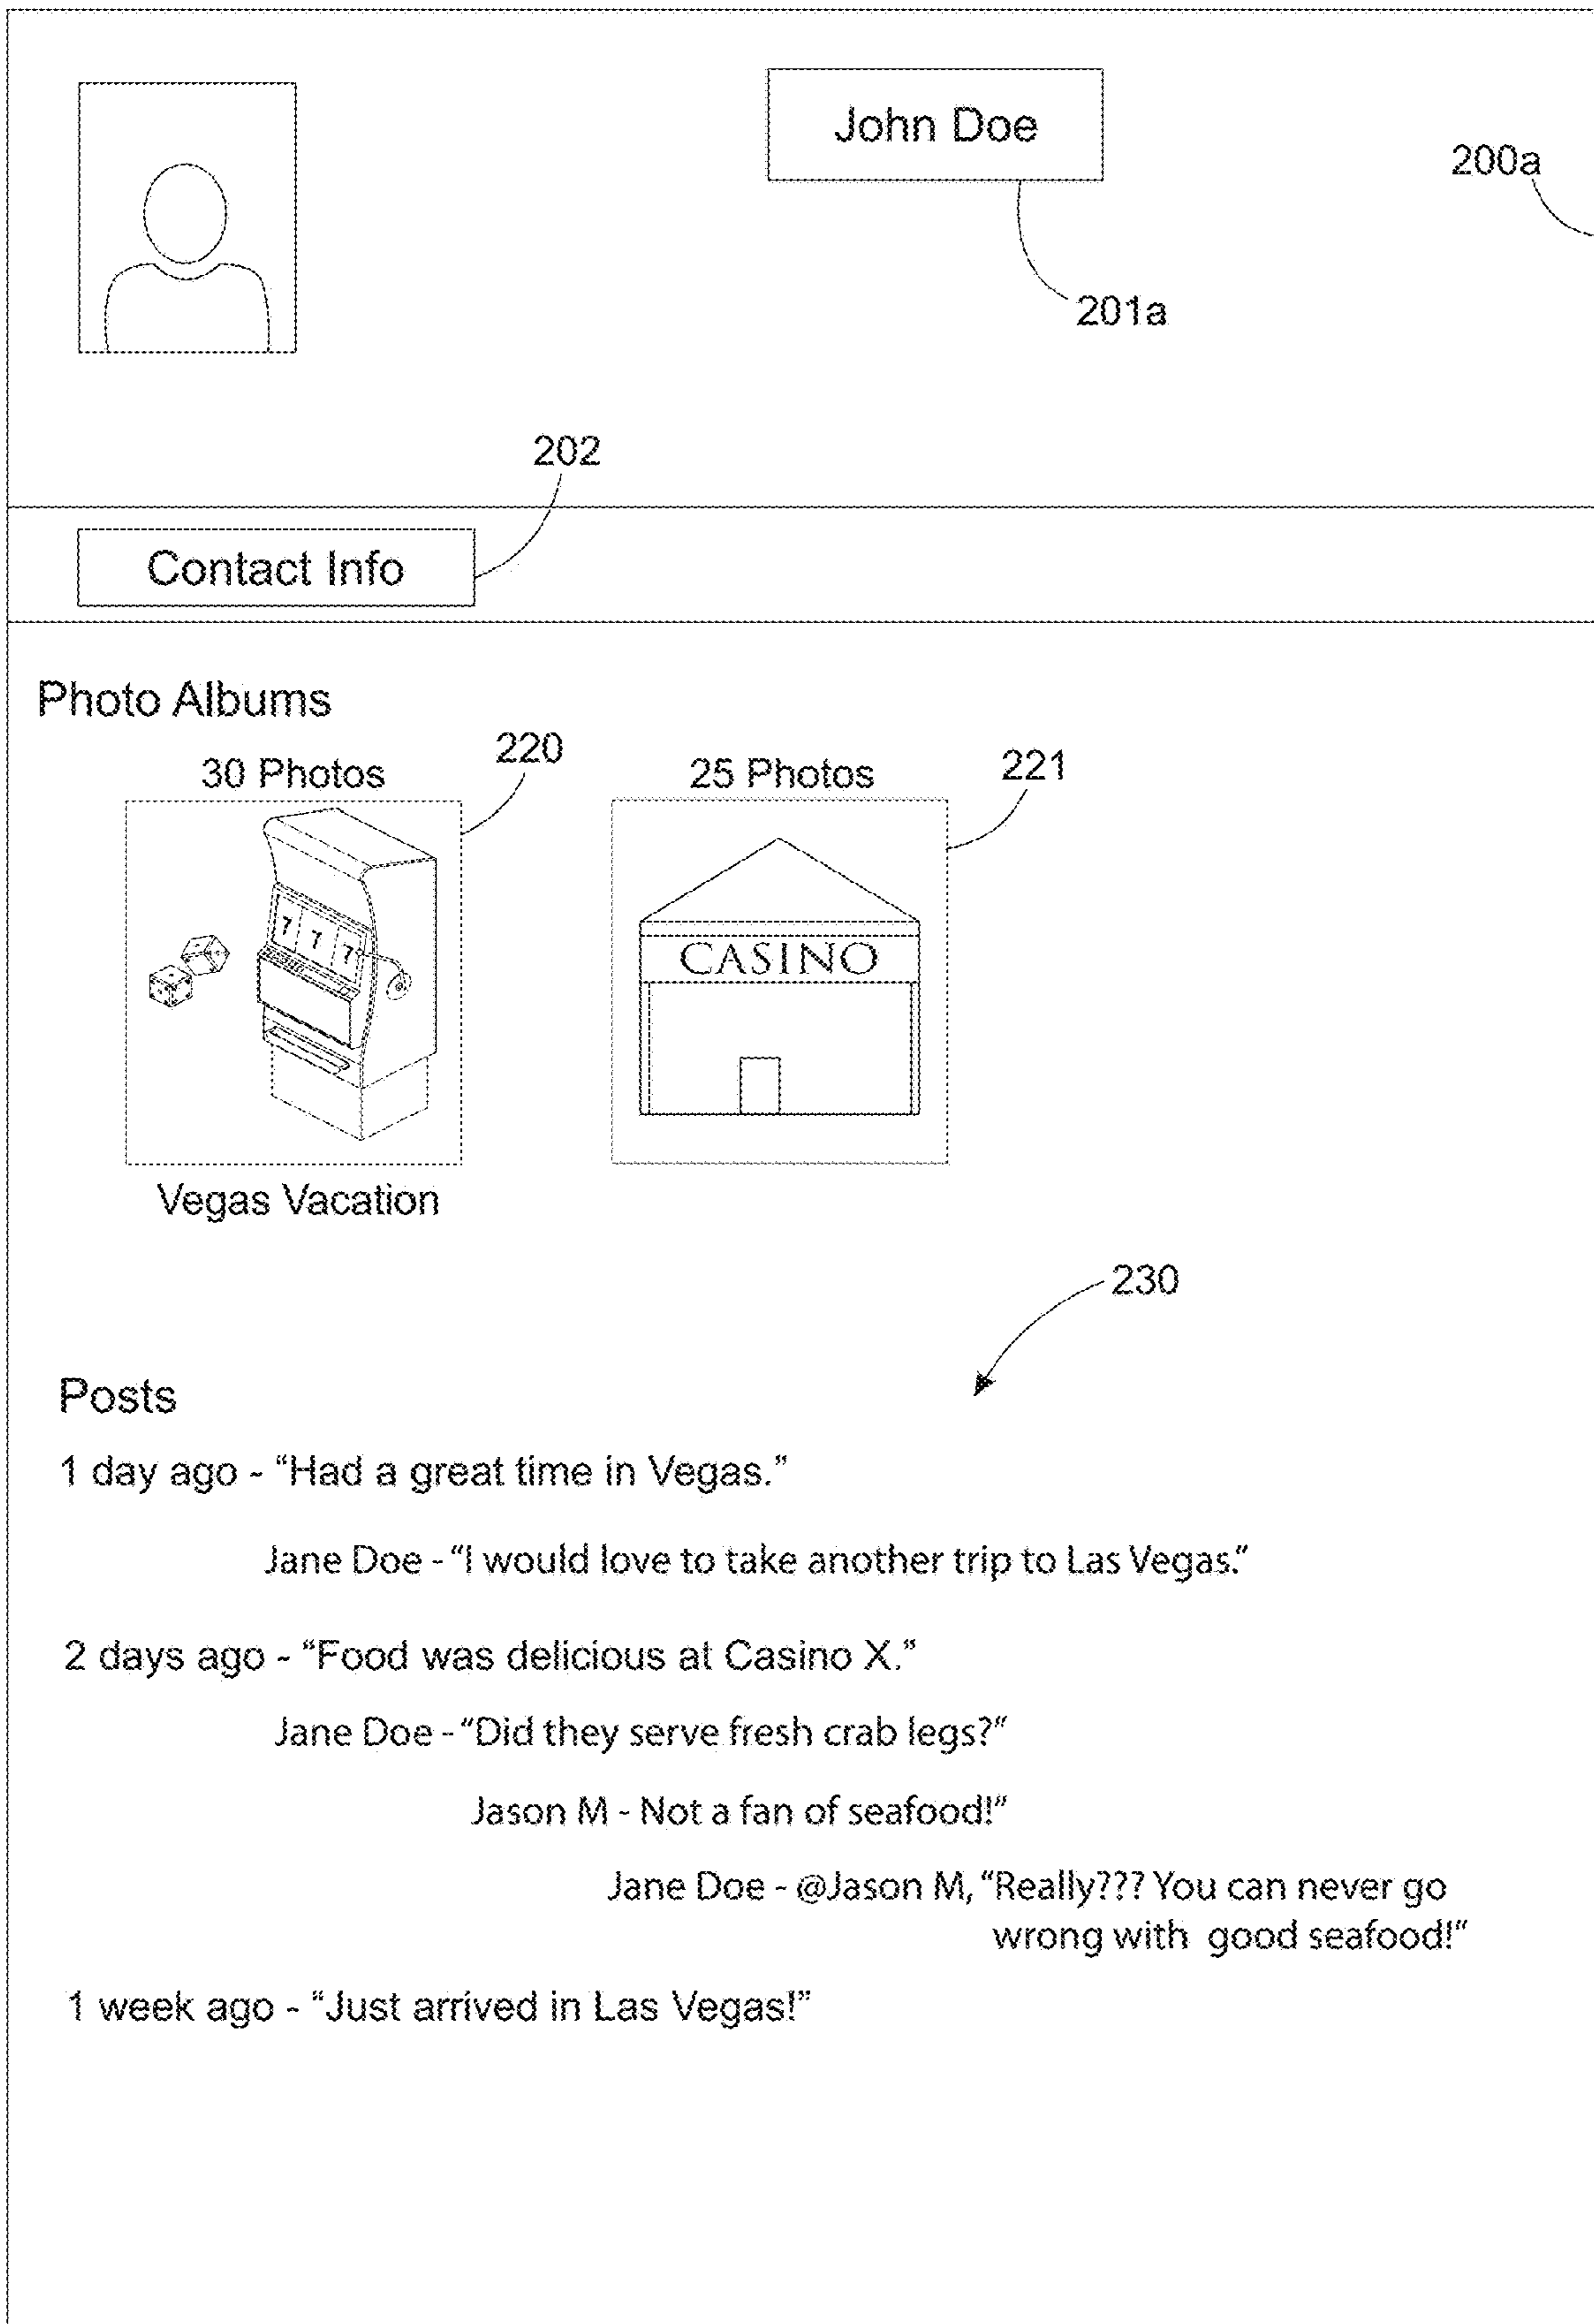 John Doe
200a
201a
202
Contact Info
Photo Albums
30 Photos
220
25 Photos
221
7 7 7
CASINO
Vegas Vacation
230
Posts
1 day ago - “Had a great time in Vegas.”
Jane Doe - “I would love to take another trip to Las Vegas.“
2 days ago - “Food was delicious at Casino X.”
Jane Doe - “Did they serve fresh crab legs?”
Jason M - Not a fan of seafood!”
Jane Doe - @Jason M, “Really??? You can never go
wrong with good seafood!“
1 week ago - “Just arrived in Las Vegas!”